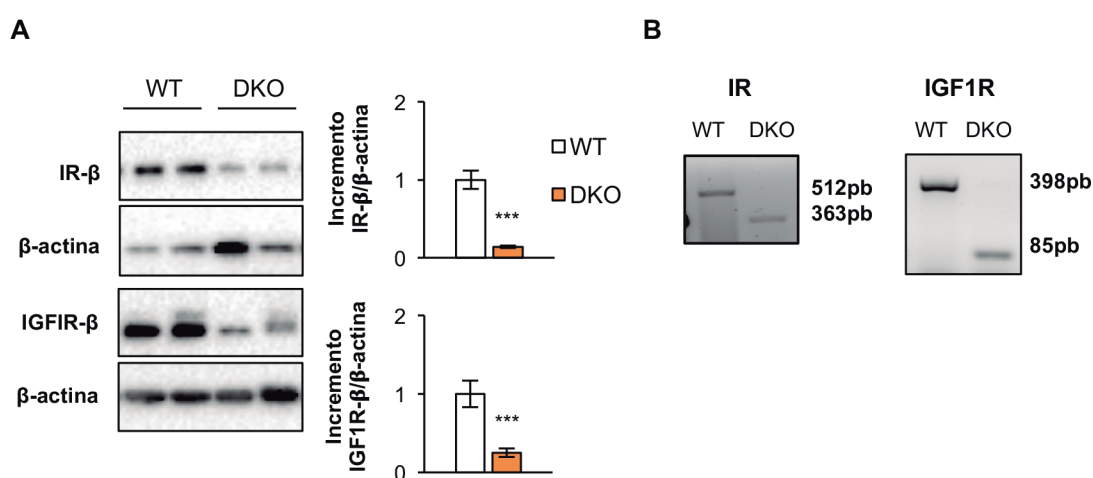 A
WT DKO
IR-β
β-actina
IGFIR-β
β-actina
Incremento
IR-β/β-actina
2
1
0
***
WT
DKO
Incremento
IGF1R-β/β-actina
2
1
0
***
B
IR
WT DKO
512pb
363pb
IGF1R
WT DKO
398pb
85pb